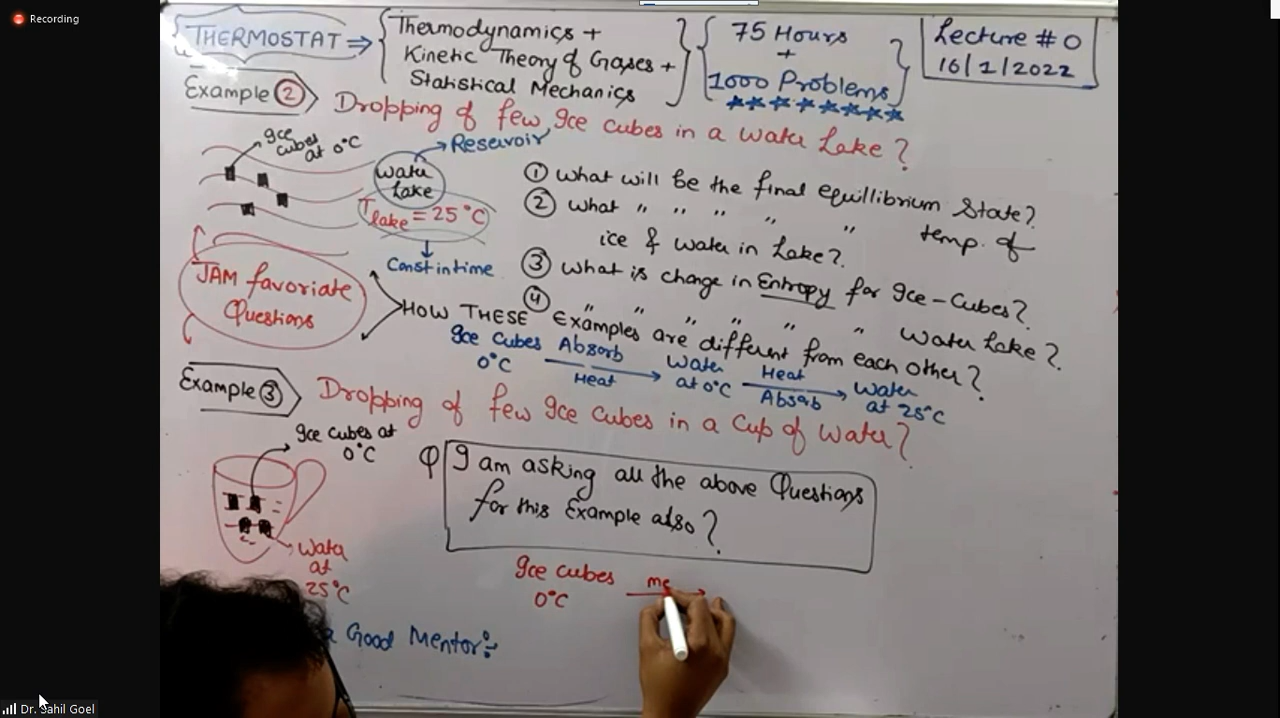 Recording
THERMOSTAT ⇒
Thermodynamics +
Kinetic Theory of Gases +
Statistical Mechanics
75 Hours
+
1000 Problems
Lecture # 0
16/1/2022
Example ②
Dropping of few Ice Cubes in a Water Lake?
Ice cubes at 0°C
Water Lake
Reservoir
T lake = 25°C
Const in time
① What will be the final equillibrium State?
② What " " " " " temp. of
ice & water in Lake?
③ What is change in Entropy for Ice-Cubes?
④ " " " " " " Water Lake?
JAM favoriate
Questions
HOW THESE Examples are different from each other?
Ice Cubes 0°C Absorb Heat Water at 0°C Heat Absorb Water at 25°C
Example ③
Dropping of few Ice Cubes in a Cup of Water?
Ice cubes at
0°C
Water
at
25°C
Q I am asking all the above Questions
for this Example also?
Ice cubes
0°C
a Good Mentor:-
Dr. Sahil Goel